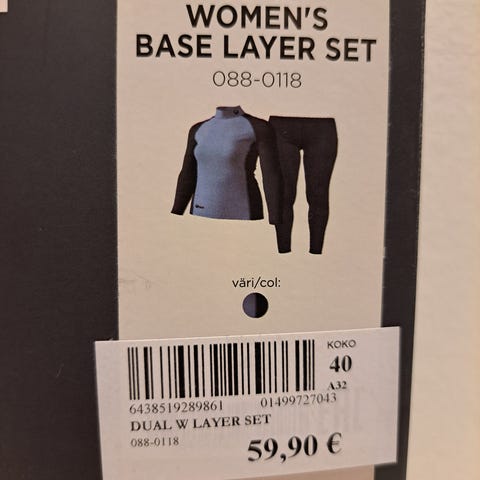 WOMEN'S
BASE LAYER SET
088-0118
väri/col:
KOKO
40
A32
6438519289861 01499727043
DUAL W LAYER SET
088-0118
59,90 €